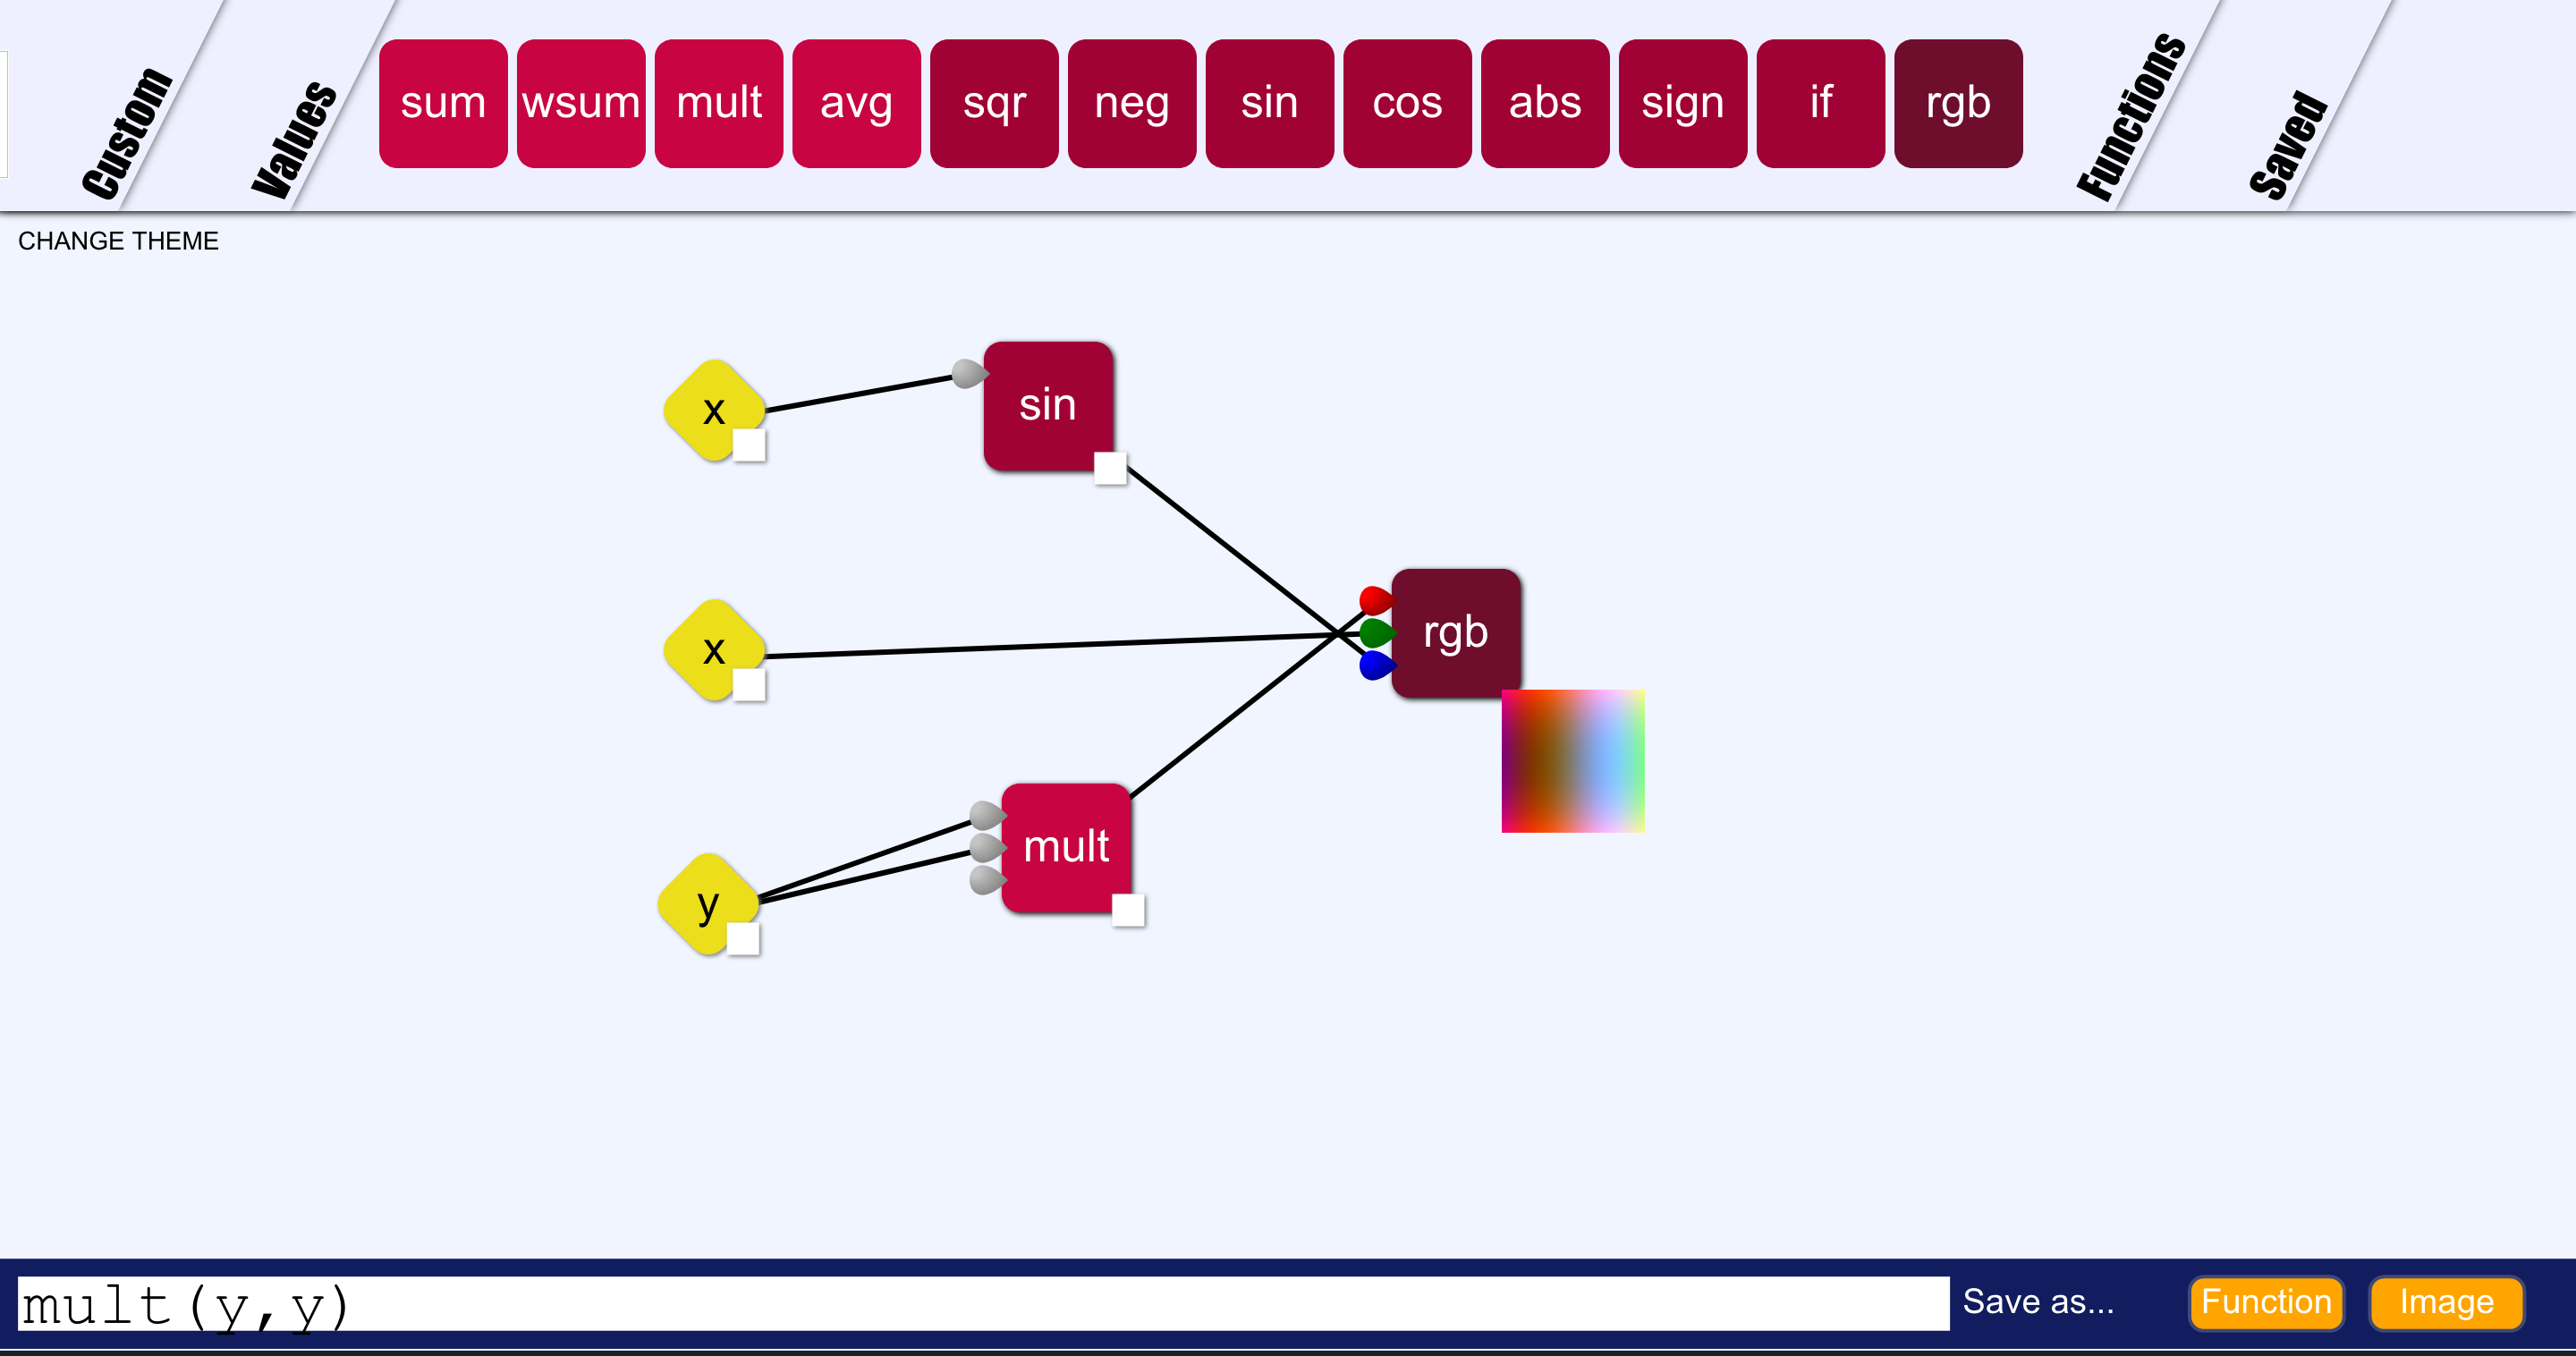 Custom
Values
sum wsum mult avg sqr neg sin cos abs sign if rgb
Functions
Saved
CHANGE THEME
x
sin
x
rgb
y
mult
mult(y,y)
Save as...
Function
Image